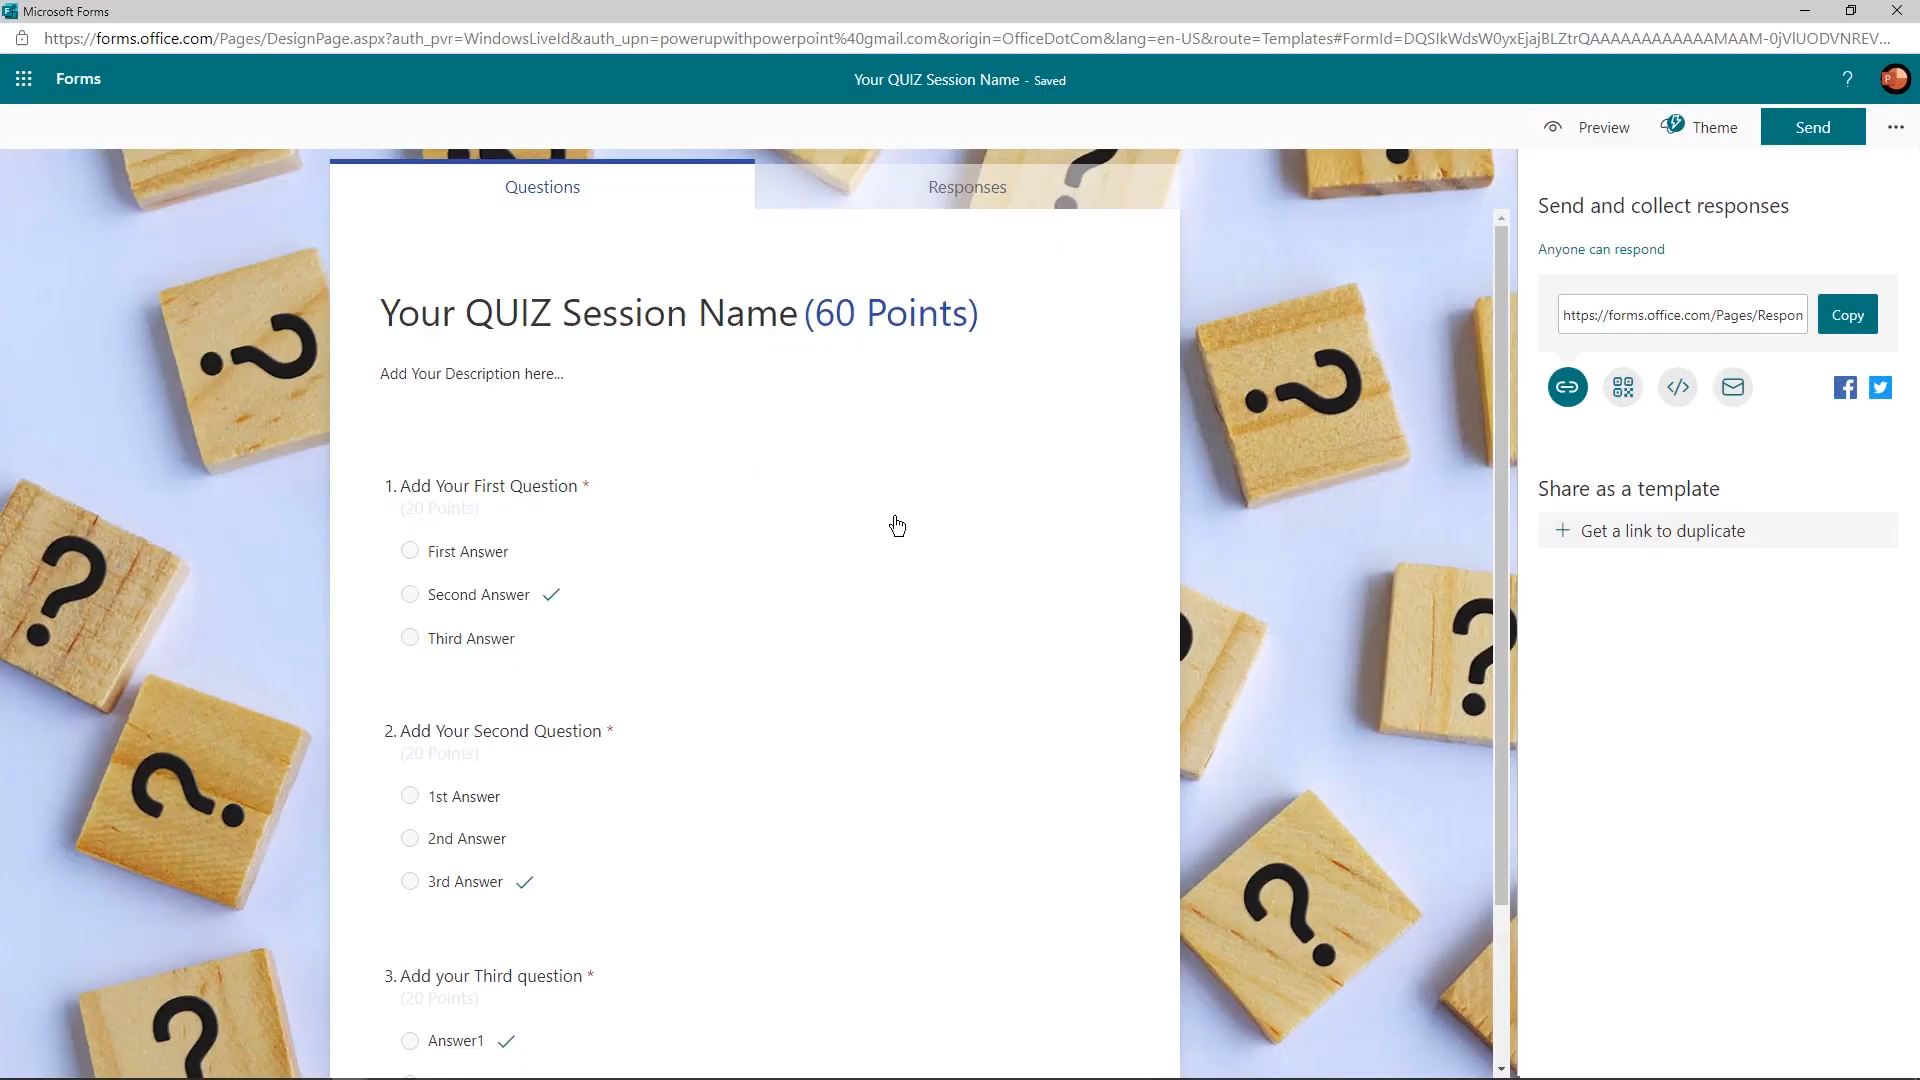 Microsoft Forms
https://forms.office.com/Pages/DesignPage.aspx?auth_pvr=WindowsLiveId&auth_upn=powerupwithpowerpoint%40gmail.com&origin=OfficeDotCom&lang=en-US&route=Templates#FormId=DQSIkWdsW0yxEjajBLZtrQAAAAAAAAAAAAMAAM-0jVlUODVNREV...
Forms
Your QUIZ Session Name - Saved
?
Preview
Theme
Send
Questions
Responses
Send and collect responses
Anyone can respond
https://forms.office.com/Pages/Respon
Copy
Share as a template
+ Get a link to duplicate
Your QUIZ Session Name (60 Points)
Add Your Description here...
1. Add Your First Question *
(20 Points)
First Answer
Second Answer
Third Answer
2. Add Your Second Question *
(20 Points)
1st Answer
2nd Answer
3rd Answer
3. Add your Third question *
(20 Points)
Answer1